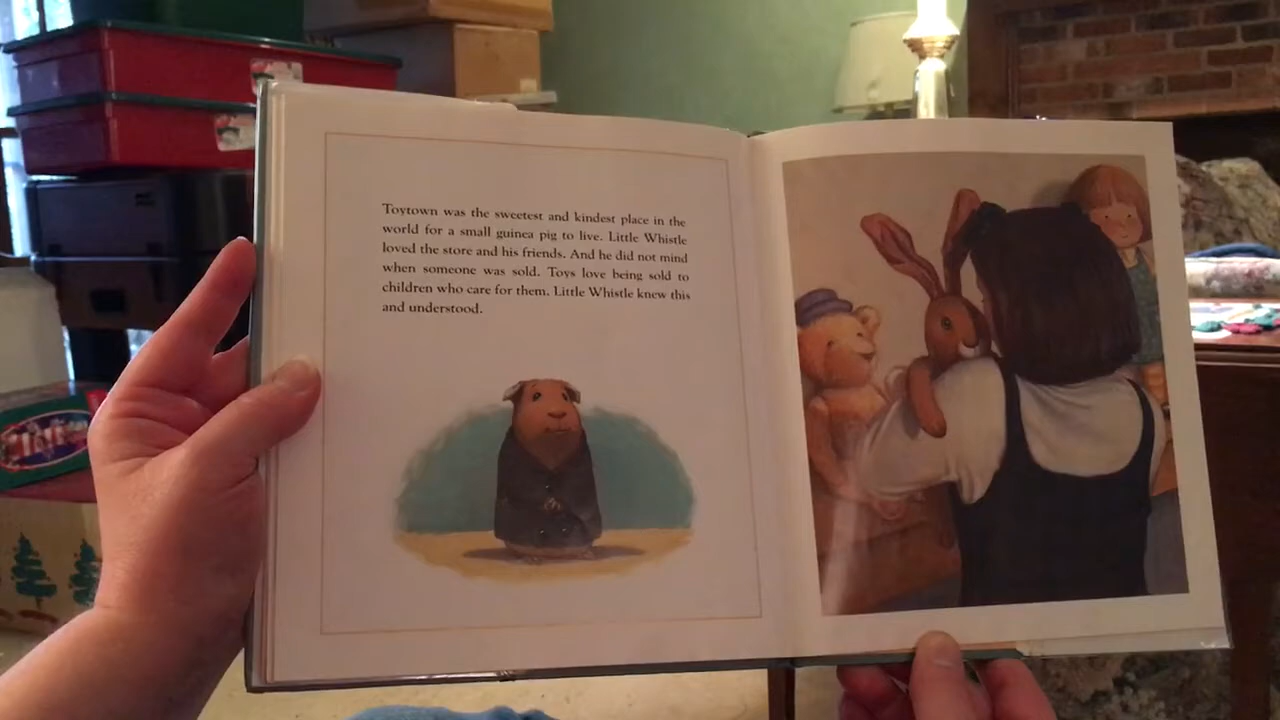 Toytown was the sweetest and kindest place in the
world for a small guinea pig to live. Little Whistle
loved the store and his friends. And he did not mind
when someone was sold. Toys love being sold to
children who care for them. Little Whistle knew this
and understood.